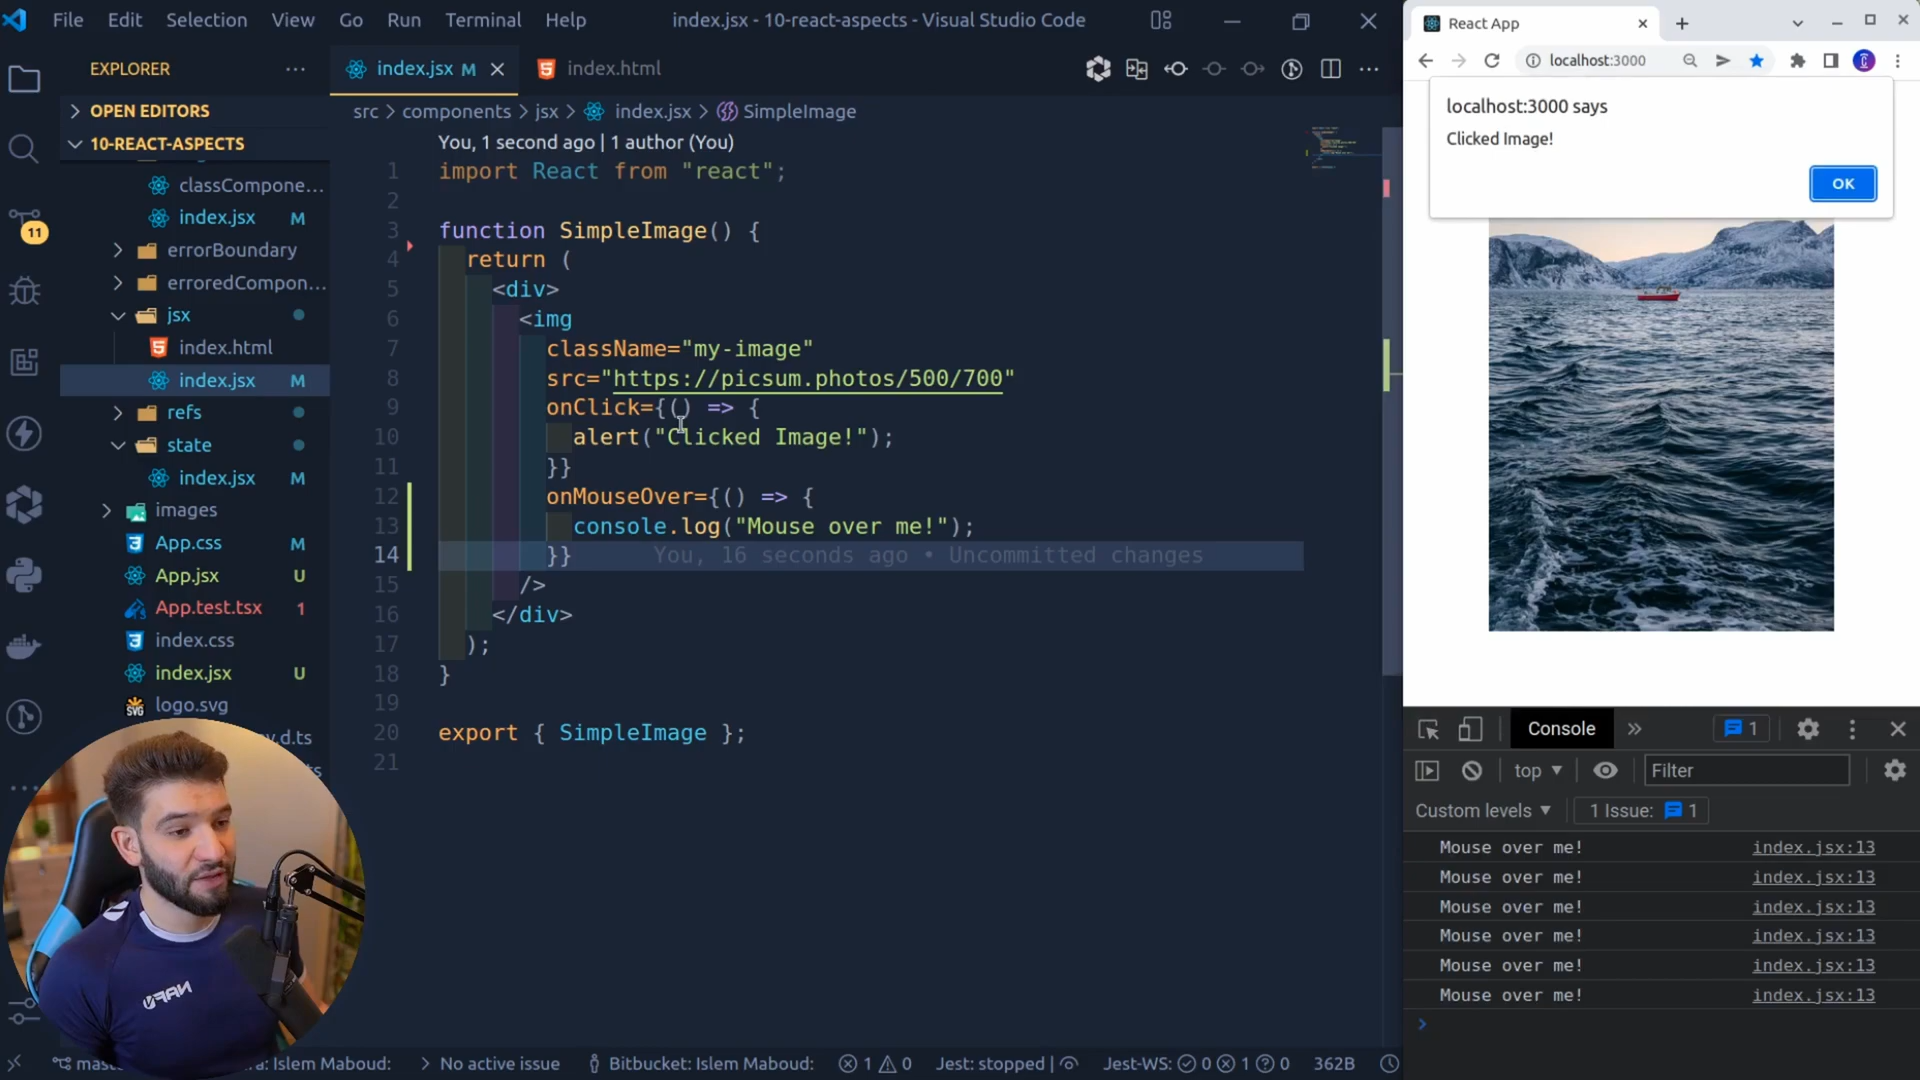 File Edit Selection View Go Run Terminal Help
index.jsx - 10-react-aspects - Visual Studio Code
EXPLORER
OPEN EDITORS
10-REACT-ASPECTS
classCompone...
index.jsx M
errorBoundary
erroredCompon...
jsx
index.html
index.jsx M
refs
state
index.jsx M
images
App.css M
App.jsx U
App.test.tsx 1
index.css
index.jsx U
logo.svg
.d.ts
11
index.jsx M
index.html
src > components > jsx > index.jsx > SimpleImage
You, 1 second ago | 1 author (You)
1 import React from "react";
2
3 function SimpleImage() {
4 return (
5 <div>
6 <img
7 className="my-image"
8 src="https://picsum.photos/500/700"
9 onClick={() => {
10 alert("Clicked Image!");
11 }}
12 onMouseOver={() => {
13 console.log("Mouse over me!");
14 }} You, 16 seconds ago • Uncommitted changes
15 />
16 </div>
17 );
18 }
19
20 export { SimpleImage };
21
Islem Maboud: > No active issue Bitbucket: Islem Maboud: 1 0 Jest: stopped | Jest-WS: 0 1 0 362B
React App
localhost:3000
localhost:3000 says
Clicked Image!
OK
Console » 1
top Filter
Custom levels 1 Issue: 1
Mouse over me! index.jsx:13
Mouse over me! index.jsx:13
Mouse over me! index.jsx:13
Mouse over me! index.jsx:13
Mouse over me! index.jsx:13
Mouse over me! index.jsx:13